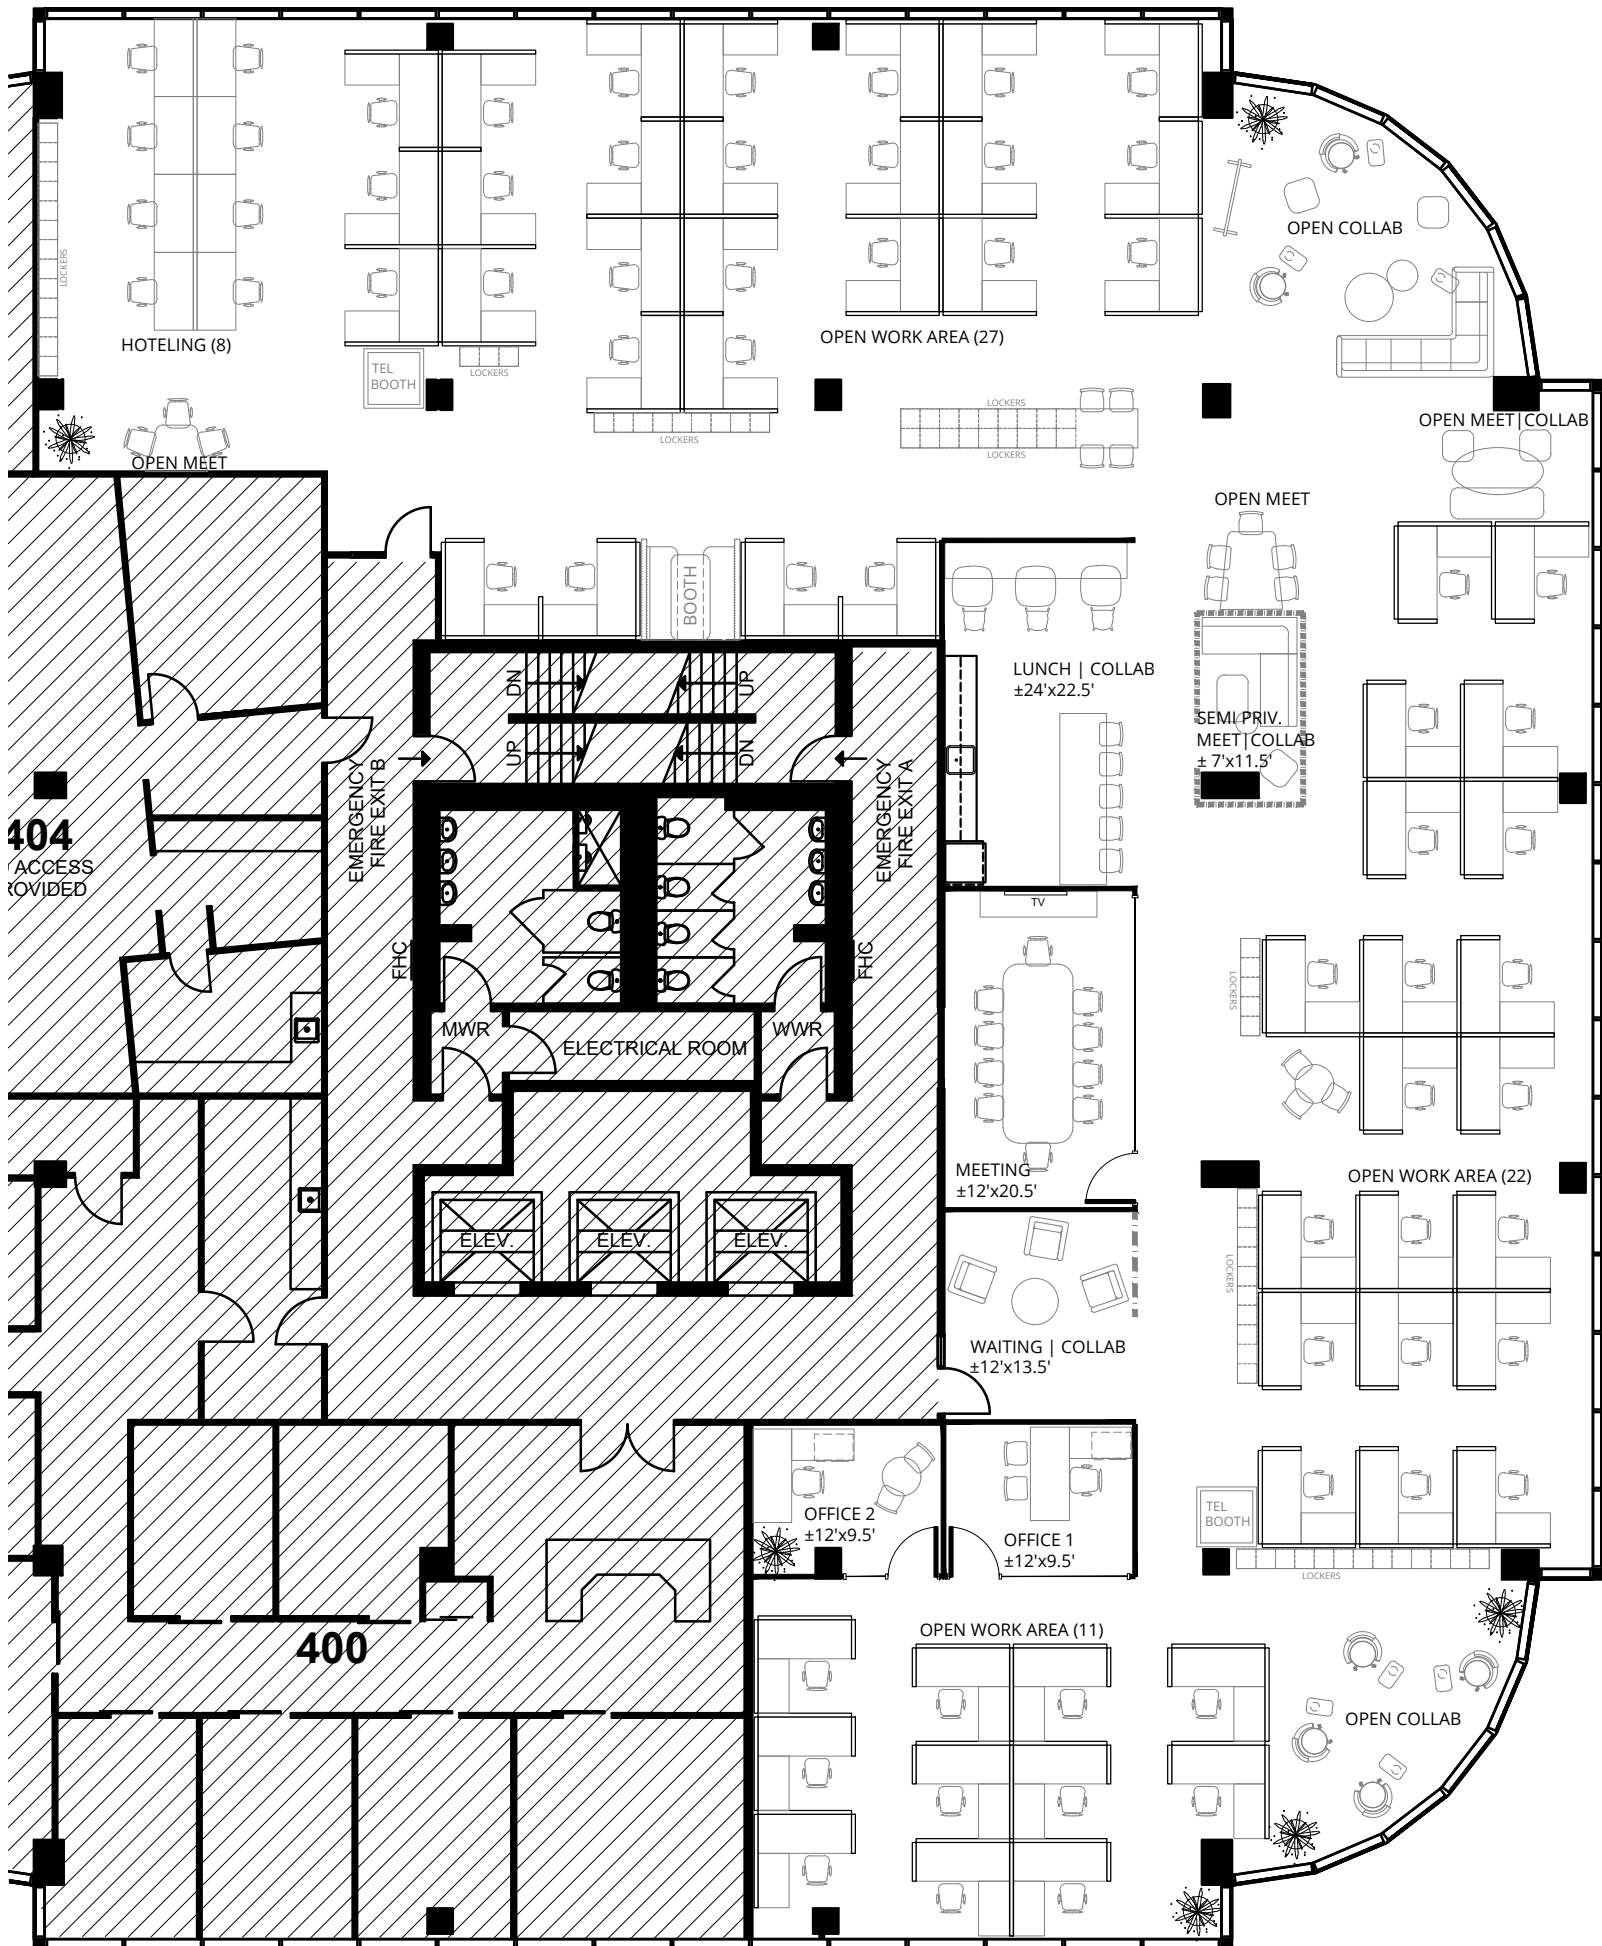 LOCKERS
HOTELING (8)
TEL
BOOTH
LOCKERS
OPEN WORK AREA (27)
OPEN COLLAB
OPEN MEET
LOCKERS
LOCKERS
LOCKERS
OPEN MEET|COLLAB
OPEN MEET
BOOTH
LUNCH | COLLAB
±24'x22.5'
SEMI PRIV.
MEET|COLLAB
± 7'x11.5'
DN
UP
UP
DN
EMERGENCY
FIRE EXIT B
EMERGENCY
FIRE EXIT A
404
ACCESS
ROVIDED
TV
FHC
FHC
LOCKERS
MWR
ELECTRICAL ROOM
WWR
MEETING
±12'x20.5'
OPEN WORK AREA (22)
ELEV.
ELEV.
ELEV.
LOCKERS
WAITING | COLLAB
±12'x13.5'
OFFICE 2
±12'x9.5'
OFFICE 1
±12'x9.5'
TEL
BOOTH
LOCKERS
400
OPEN WORK AREA (11)
OPEN COLLAB